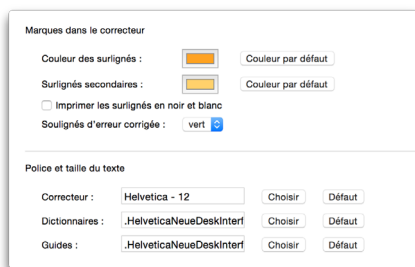 Marques dans le correcteur
Couleur des surlignés : Couleur par défaut
Surlignés secondaires : Couleur par défaut
Imprimer les surlignés en noir et blanc
Soulignés d'erreur corrigée : vert
Police et taille du texte
Correcteur : Helvetica - 12 Choisir Défaut
Dictionnaires : .HelveticaNeueDeskInterf Choisir Défaut
Guides : .HelveticaNeueDeskInterf Choisir Défaut